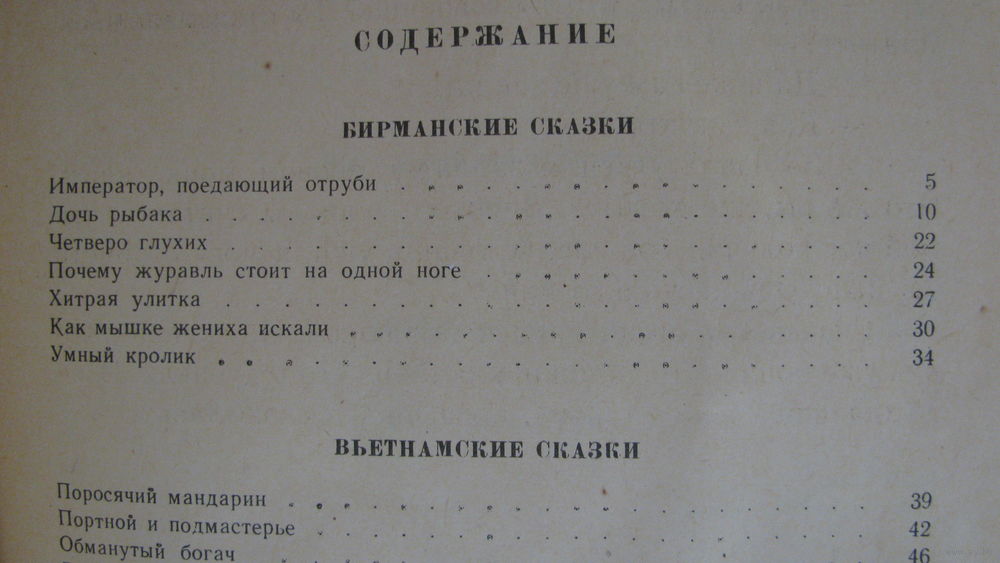 СОДЕРЖАНИЕ
БИРМАНСКИЕ СКАЗКИ
Император, поедающий отруби . . . . . . . . . . . . . . . . . 5
Дочь рыбака . . . . . . . . . . . . . . . . . . . . . . . 10
Четверо глухих . . . . . . . . . . . . . . . . . . . . . . 22
Почему журавль стоит на одной ноге . . . . . . . . . . . . . . 24
Хитрая улитка . . . . . . . . . . . . . . . . . . . . . . 27
Как мышке жениха искали . . . . . . . . . . . . . . . . . . 30
Умный кролик . . . . . . . . . . . . . . . . . . . . . . 34
ВЬЕТНАМСКИЕ СКАЗКИ
Поросячий мандарин . . . . . . . . . . . . . . . . . . . . 39
Портной и подмастерье . . . . . . . . . . . . . . . . . . . 42
Обманутый богач . . . . . . . . . . . . . . . . . . . . . 46